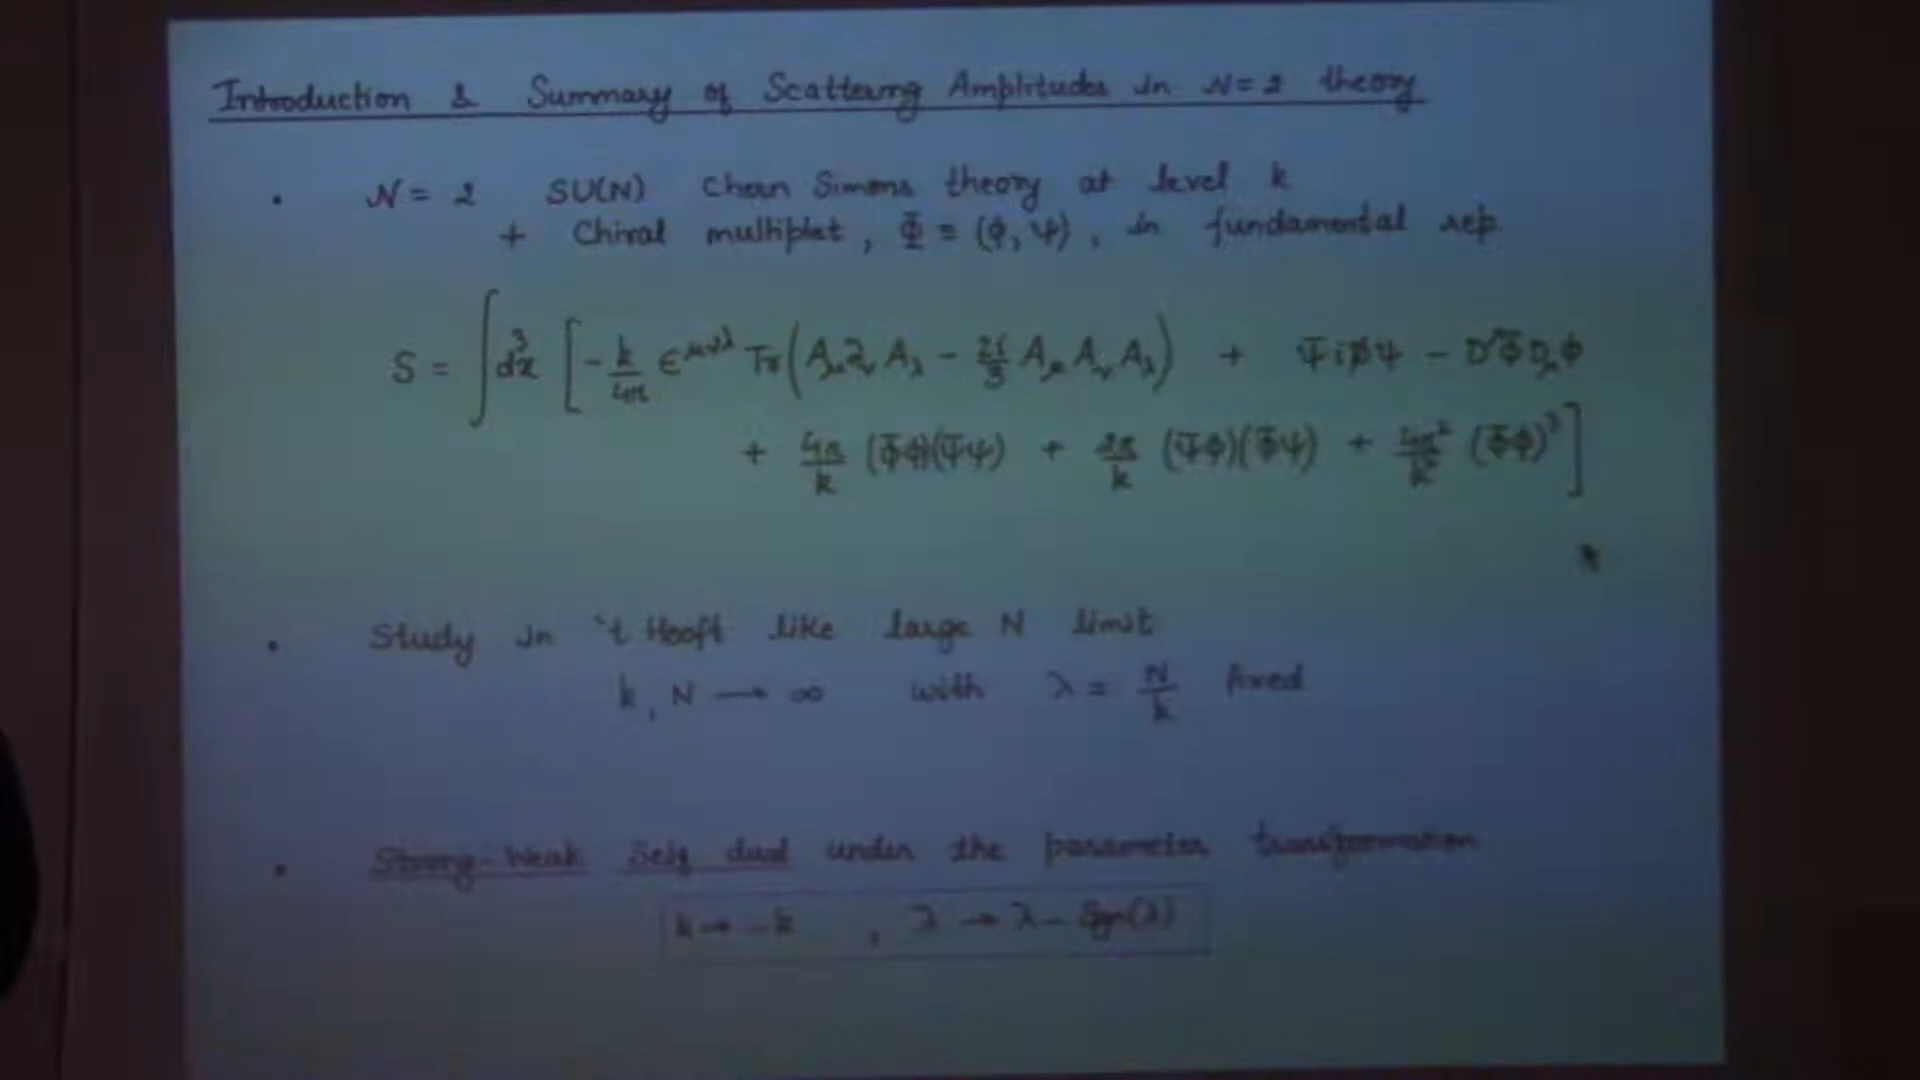 Introduction & Summary of Scattering Amplitudes in N=2 theory
• N = 2 SU(N) Chern Simons theory at level k
+ Chiral multiplet, Φ ≡ (φ, ψ), in fundamental rep.
S = ∫d³x [ -k/4π ε^{μνλ} Tr( A_μ ∂_ν A_λ - 2i/3 A_μ A_ν A_λ ) + ψ̄ i D̸ ψ - D^μ φ̄ D_μ φ
+ 4π/k (φ̄φ)(ψ̄ψ) + 2π/k (ψ̄φ)(φ̄ψ) + 4π²/k² (φ̄φ)³ ]
• Study in 't Hooft like large N limit
k, N → ∞ with λ = N/k fixed
• Strong-Weak Self dual under the parameter transformation
k → -k , λ → λ - Sgn(λ)